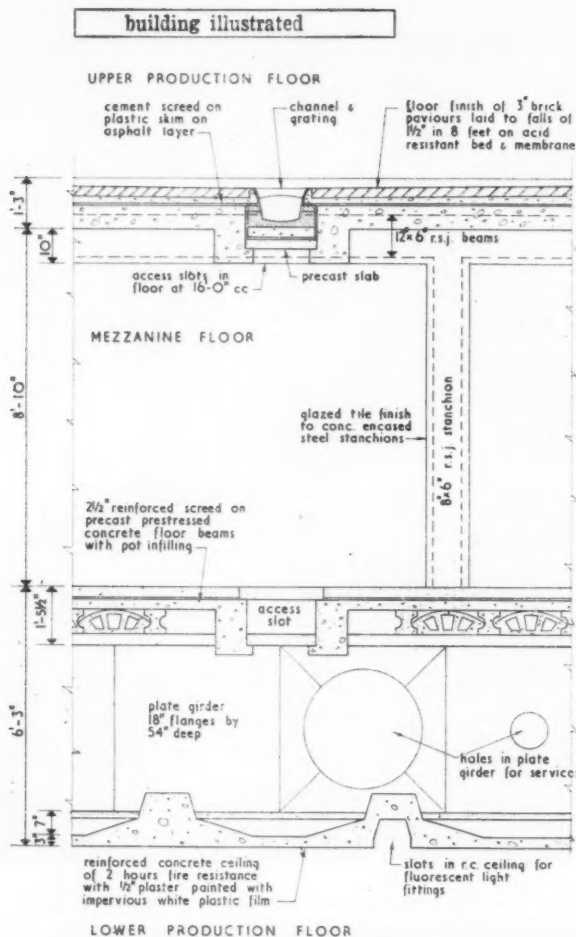 building illustrated
UPPER PRODUCTION FLOOR
cement screed on
plastic skim on
asphalt layer
channel &
grating
floor finish of 3" brick
paviours laid to falls of
1½" in 8 feet on acid
resistant bed & membrane
1'-3"
10"
12"x 6" r.s.j. beams
access slots in
floor at 16'-0" cc
precast slab
MEZZANINE FLOOR
8'-10"
glazed tile finish
to conc. encased
steel stanchions
8"x6" r.s.j. stanchion
2½" reinforced screed on
precast prestressed
concrete floor beams
with pot infilling
access
slot
1'-5½"
plate girder
18" flanges by
54" deep
6'-3"
holes in plate
girder for service
7"
3"
reinforced concrete ceiling
of 2 hours fire resistance
with ½" plaster painted with
impervious white plastic film
slots in r.c. ceiling for
fluorescent light
fittings
LOWER PRODUCTION FLOOR